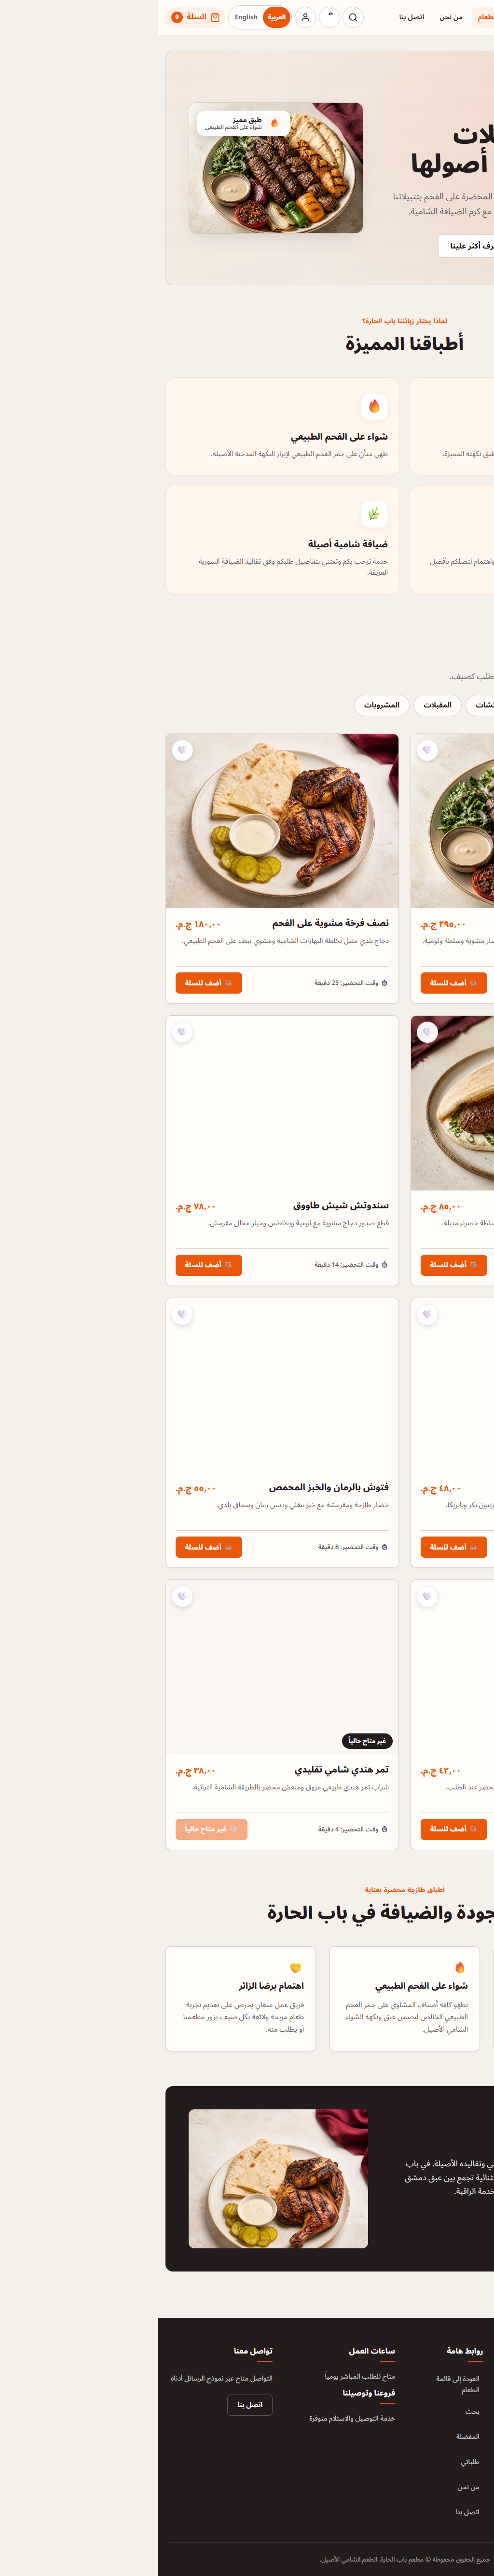 الطعام
من نحن
اتصل بنا
العربية
English
السلة
طبق مميز
شواء على الفحم الطبيعي
أصولها
المحضرة على الفحم بتتبيلاتنا
مع كرم الضيافة الشامية.
أكثر علينا
لماذا يختار زبائننا باب الحارة؟
أطباقنا المميزة
طبق نكهته المميزة.
شواء على الفحم الطبيعي
طهي متأنٍ على جمر الفحم الطبيعي لإبراز النكهة المدخنة الأصيلة.
واهتمام لتصلكم بأفضل
ضيافة شامية أصيلة
خدمة ترحب بكم وتعتني بتفاصيل طلبكم وفق تقاليد الضيافة السورية
العريقة.
كضيف.
المقبلات
المشروبات
٢٩٥٫٠٠ ج.م.
مشوية وسلطة وثومية.
أضف للسلة
نصف فرخة مشوية على الفحم
١٨٠٫٠٠ ج.م.
دجاج بلدي متبل بخلطة البهارات الشامية ومشوي ببطء على الفحم الطبيعي.
وقت التحضير: 25 دقيقة
أضف للسلة
٨٥٫٠٠ ج.م.
خضراء متبلة.
أضف للسلة
سندوتش شيش طاووق
٧٨٫٠٠ ج.م.
قطع صدور دجاج مشوية مع ثومية وبطاطس وخيار مخلل مقرمش.
وقت التحضير: 14 دقيقة
أضف للسلة
٤٨٫٠٠ ج.م.
زيتون بكر وبابريكا.
أضف للسلة
فتوش بالرمان والخبز المحمص
٥٥٫٠٠ ج.م.
خضار طازجة ومقرمشة مع خبز مقلي ودبس رمان وسماق بلدي.
وقت التحضير: 8 دقيقة
أضف للسلة
٤٢٫٠٠ ج.م.
عند الطلب.
أضف للسلة
غير متاح حالياً
تمر هندي شامي تقليدي
٣٨٫٠٠ ج.م.
شراب تمر هندي طبيعي مروق ومنعش محضر بالطريقة الشامية التراثية.
وقت التحضير: 4 دقيقة
غير متاح حالياً
أطباق طازجة محضرة بعناية
والضيافة في باب الحارة
شواء على الفحم الطبيعي
نطهو كافة أصناف المشاوي على جمر الفحم
الطبيعي الخالص لنضمن عبق ونكهة الشواء
الشامي الأصيل.
اهتمام برضا الزائر
فريق عمل متفانٍ يحرص على تقديم تجربة
طعام مريحة ولائقة بكل ضيف يزور مطعمنا
أو يطلب منه.
وتقاليده الأصيلة. في باب
تجمع بين عبق دمشق
الراقية.
روابط هامة
العودة إلى قائمة
الطعام
بحث
المفضلة
طلباتي
من نحن
اتصل بنا
ساعات العمل
متاح للطلب المباشر يومياً
فروعنا وتوصيلنا
خدمة التوصيل والاستلام متوفرة
تواصل معنا
التواصل متاح عبر نموذج الرسائل أدناه
اتصل بنا
جميع الحقوق محفوظة © مطعم باب الحارة. الطعم الشامي الأصيل.